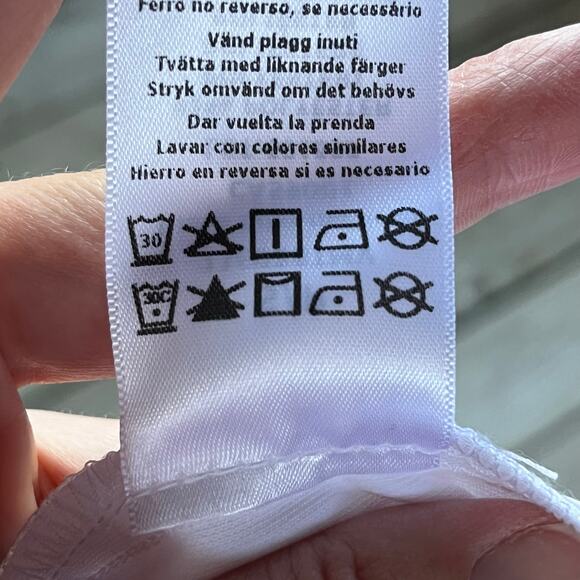 Ferro no reverso, se necessário
Vänd plagg inuti
Tvätta med liknande färger
Stryk omvänd om det behövs
Dar vuelta la prenda
Lavar con colores similares
Hierro en reversa si es necesario
30
30C